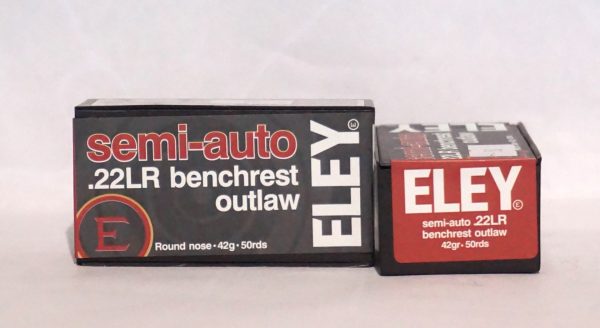 semi-auto
.22LR benchrest
outlaw
ELEY
E
E
Round nose • 42g • 50rds
ELEY
E
semi-auto .22LR
benchrest outlaw
42gr • 50rds